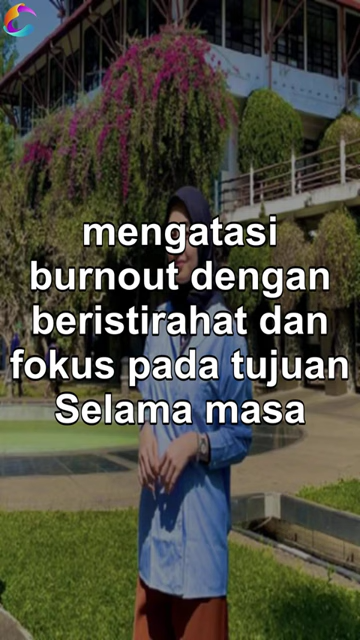 mengatasi
burnout dengan
beristirahat dan
fokus pada tujuan
Selama masa